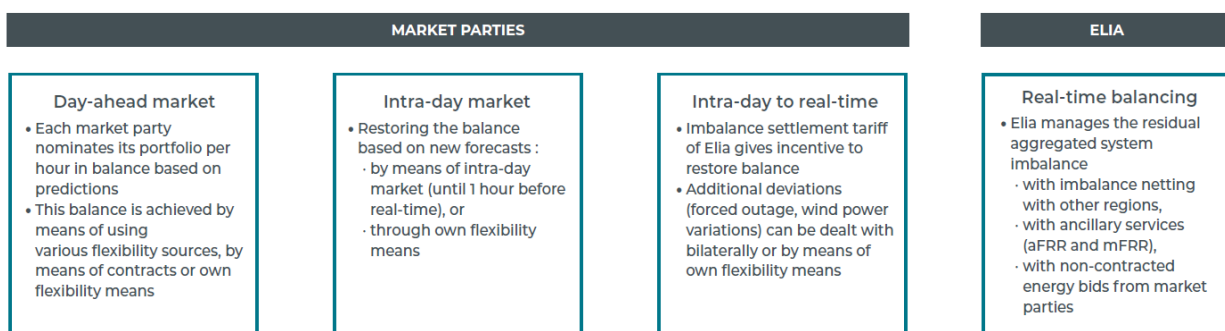 MARKET PARTIES
ELIA
Day-ahead market
• Each market party
nominates its portfolio per
hour in balance based on
predictions
• This balance is achieved by
means of using
various flexibility sources, by
means of contracts or own
flexibility means
Intra-day market
• Restoring the balance
based on new forecasts :
· by means of intra-day
market (until 1 hour before
real-time), or
· through own flexibility
means
Intra-day to real-time
• Imbalance settlement tariff
of Elia gives incentive to
restore balance
• Additional deviations
(forced outage, wind power
variations) can be dealt with
bilaterally or by means of
own flexibility means
Real-time balancing
• Elia manages the residual
aggregated system
imbalance
· with imbalance netting
with other regions,
· with ancillary services
(aFRR and mFRR),
· with non-contracted
energy bids from market
parties